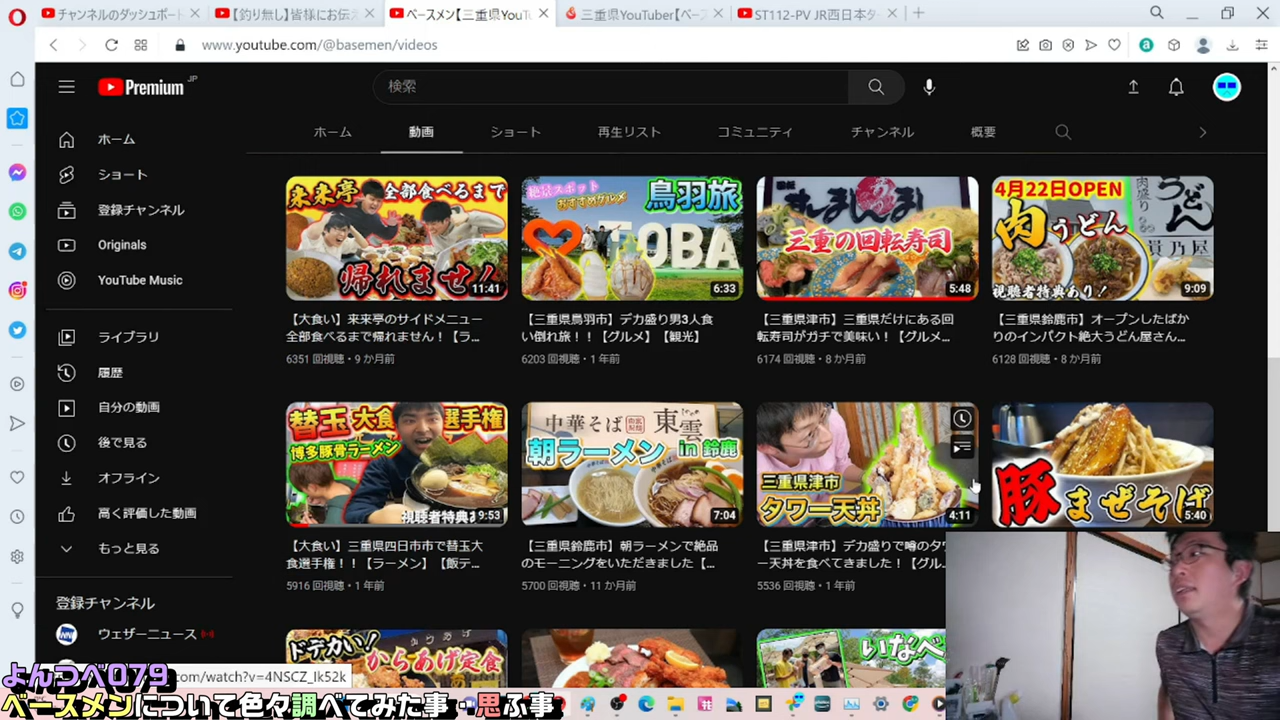 チャンネルのダッシュボート
【釣り無し】皆様にお伝え
ベースメン【三重県YouTu
三重県YouTuber【ベース
ST112-PV JR西日本タ
www.youtube.com/@basemen/videos
Premium JP
検索
ホーム
ショート
登録チャンネル
Originals
YouTube Music
ライブラリ
履歴
自分の動画
後で見る
オフライン
高く評価した動画
もっと見る
登録チャンネル
ウェザーニュース
ホーム 動画 ショート 再生リスト コミュニティ チャンネル 概要
来来亭 全部食べるまで
帰れません!
11:41
【大食い】来来亭のサイドメニュー
全部食べるまで帰れません!【ラ...
6351 回視聴・9 か月前
絶景スポット
おすすめグルメ
鳥羽旅
TOBA
6:33
【三重県鳥羽市】デカ盛り男3人食
い倒れ旅!!【グルメ】【観光】
6203 回視聴・1 年前
三重の回転寿司
5:48
【三重県津市】三重県だけにある回
転寿司がガチで美味い!【グルメ...
6174 回視聴・8 か月前
4月22日OPEN
肉うどん
視聴者特典あり!
9:09
【三重県鈴鹿市】オープンしたばか
りのインパクト絶大うどん屋さん...
6128 回視聴・8 か月前
替玉大食い選手権
博多豚骨ラーメン
視聴者特典あ
9:53
【大食い】三重県四日市市で替玉大
食選手権!!【ラーメン】【飯テ...
5916 回視聴・1 年前
中華そば 東雲
朝ラーメン in 鈴鹿
7:04
【三重県鈴鹿市】朝ラーメンで絶品
のモーニングをいただきました【...
5700 回視聴・11 か月前
三重県津市
タワー天丼
4:11
【三重県津市】デカ盛りで噂のタワ
ー天丼を食べてきました!【グル...
5536 回視聴・1 年前
豚まぜそば
5:40
ドデカい!
からあげ定食
いなべ
.com/watch?v=4NSCZ_Ik52k
よんつべ079
ベースメンについて色々調べてみた事・思ふ事